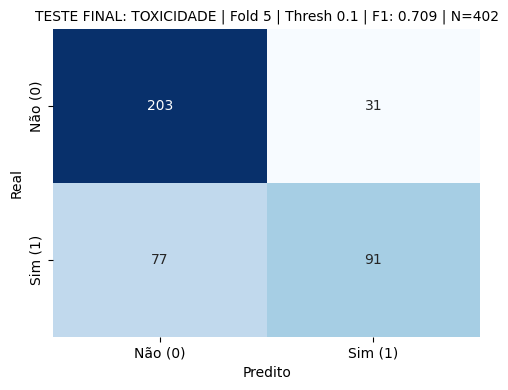 TESTE FINAL: TOXICIDADE | Fold 5 | Thresh 0.1 | F1: 0.709 | N=402
Não (0)
203
31
Real
Sim (1)
77
91
Não (0)
Sim (1)
Predito